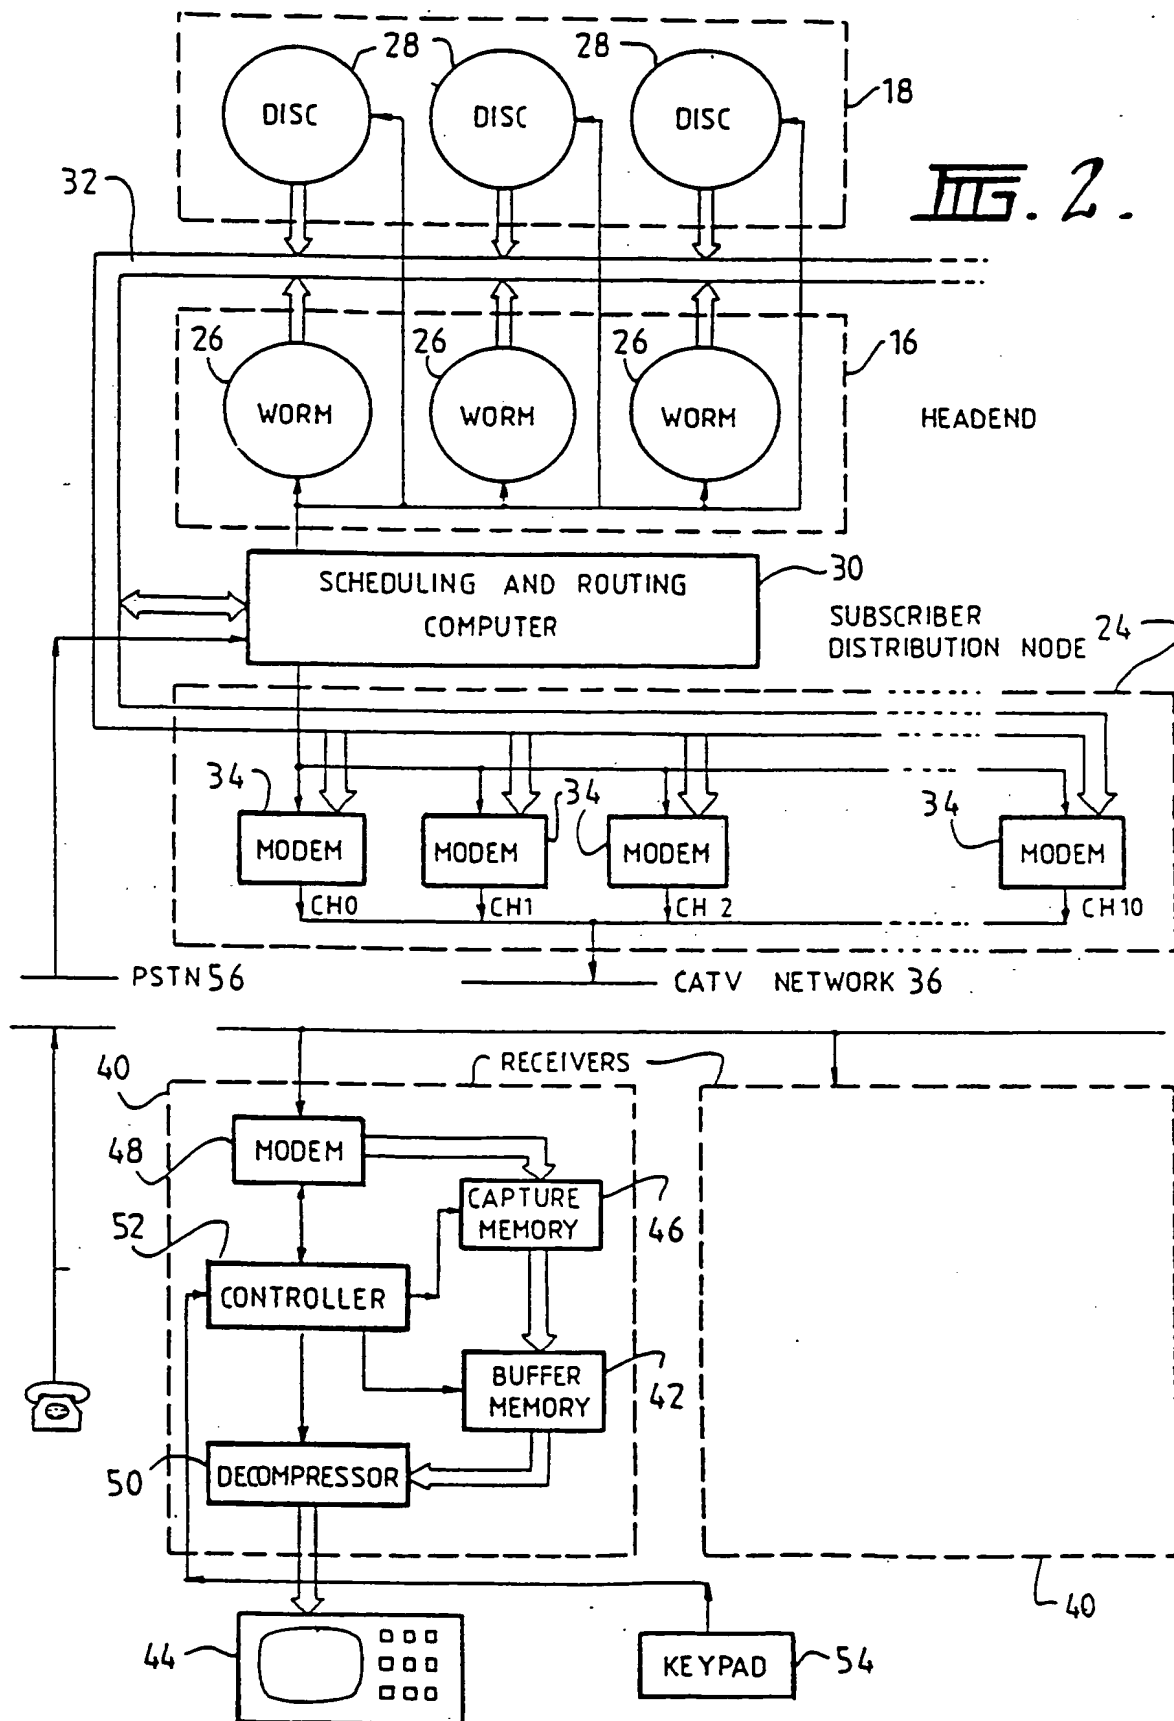 28 28
DISC DISC DISC
18
FIG. 2.
32
26 26 26
WORM WORM WORM
16
HEADEND
SCHEDULING AND ROUTING
COMPUTER
30
SUBSCRIBER
DISTRIBUTION NODE 24
34 34 34 34
MODEM MODEM MODEM MODEM
CH0 CH1 CH 2 CH10
PSTN 56
CATV NETWORK 36
40
RECEIVERS
48
MODEM
CAPTURE
MEMORY
46
52
CONTROLLER
BUFFER
MEMORY
42
50
DECOMPRESSOR
40
44
KEYPAD
54